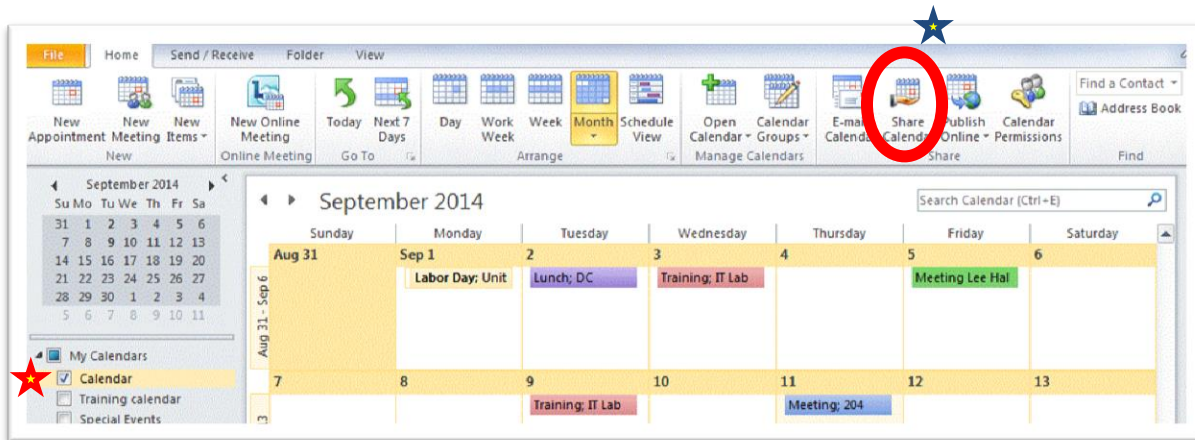 File Home Send / Receive Folder View
New Appointment New Meeting New Items New Online Meeting Today Next 7 Days Day Work Week Week Month Schedule View Open Calendar Calendar Groups E-mail Calenda Share Calendar Publish Online Calendar Permissions Find a Contact
Address Book
New Online Meeting Go To Arrange Manage Calendars Share Find
September 2014
Su Mo Tu We Th Fr Sa
31 1 2 3 4 5 6
7 8 9 10 11 12 13
14 15 16 17 18 19 20
21 22 23 24 25 26 27
28 29 30 1 2 3 4
5 6 7 8 9 10 11
My Calendars
Calendar
Training calendar
Special Events
September 2014
Search Calendar (Ctrl+E)
Sunday Monday Tuesday Wednesday Thursday Friday Saturday
Aug 31 Sep 1 2 3 4 5 6
Aug 31 - Sep 6
Labor Day; Unit Lunch; DC Training; IT Lab Meeting Lee Hal
7 8 9 10 11 12 13
Training; IT Lab Meeting; 204